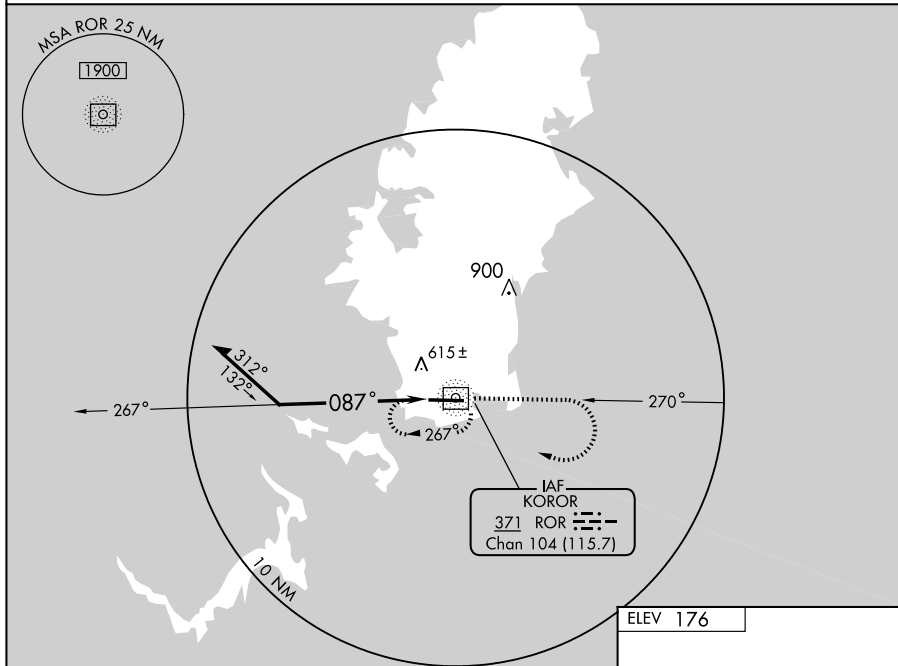 MSA ROR 25 NM
1900
900
615±
312°
132°
267°
087°
270°
267°
IAF
KOROR
371 ROR
Chan 104 (115.7)
10 NM
ELEV 176